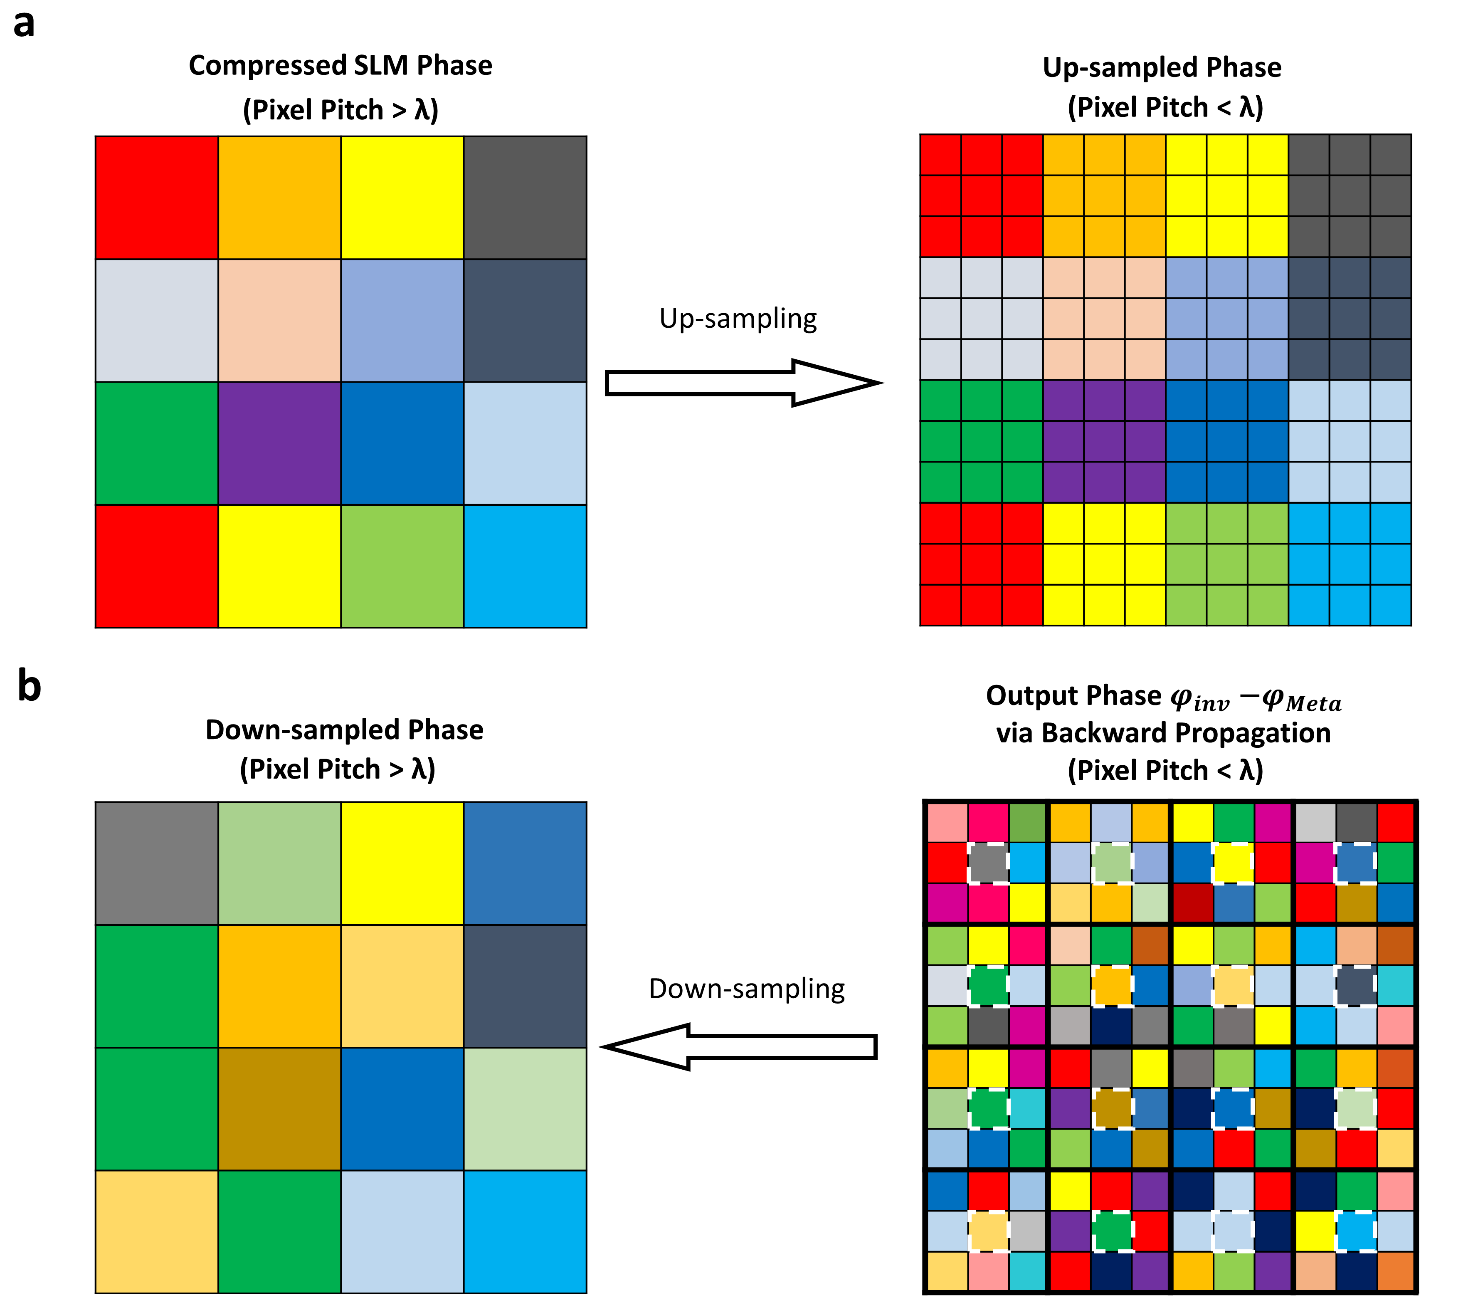 a
Compressed SLM Phase
(Pixel Pitch > λ)
Up-sampled Phase
(Pixel Pitch < λ)
Up-sampling
b
Down-sampled Phase
(Pixel Pitch > λ)
Output Phase φ_inv − φ_Meta
via Backward Propagation
(Pixel Pitch < λ)
Down-sampling